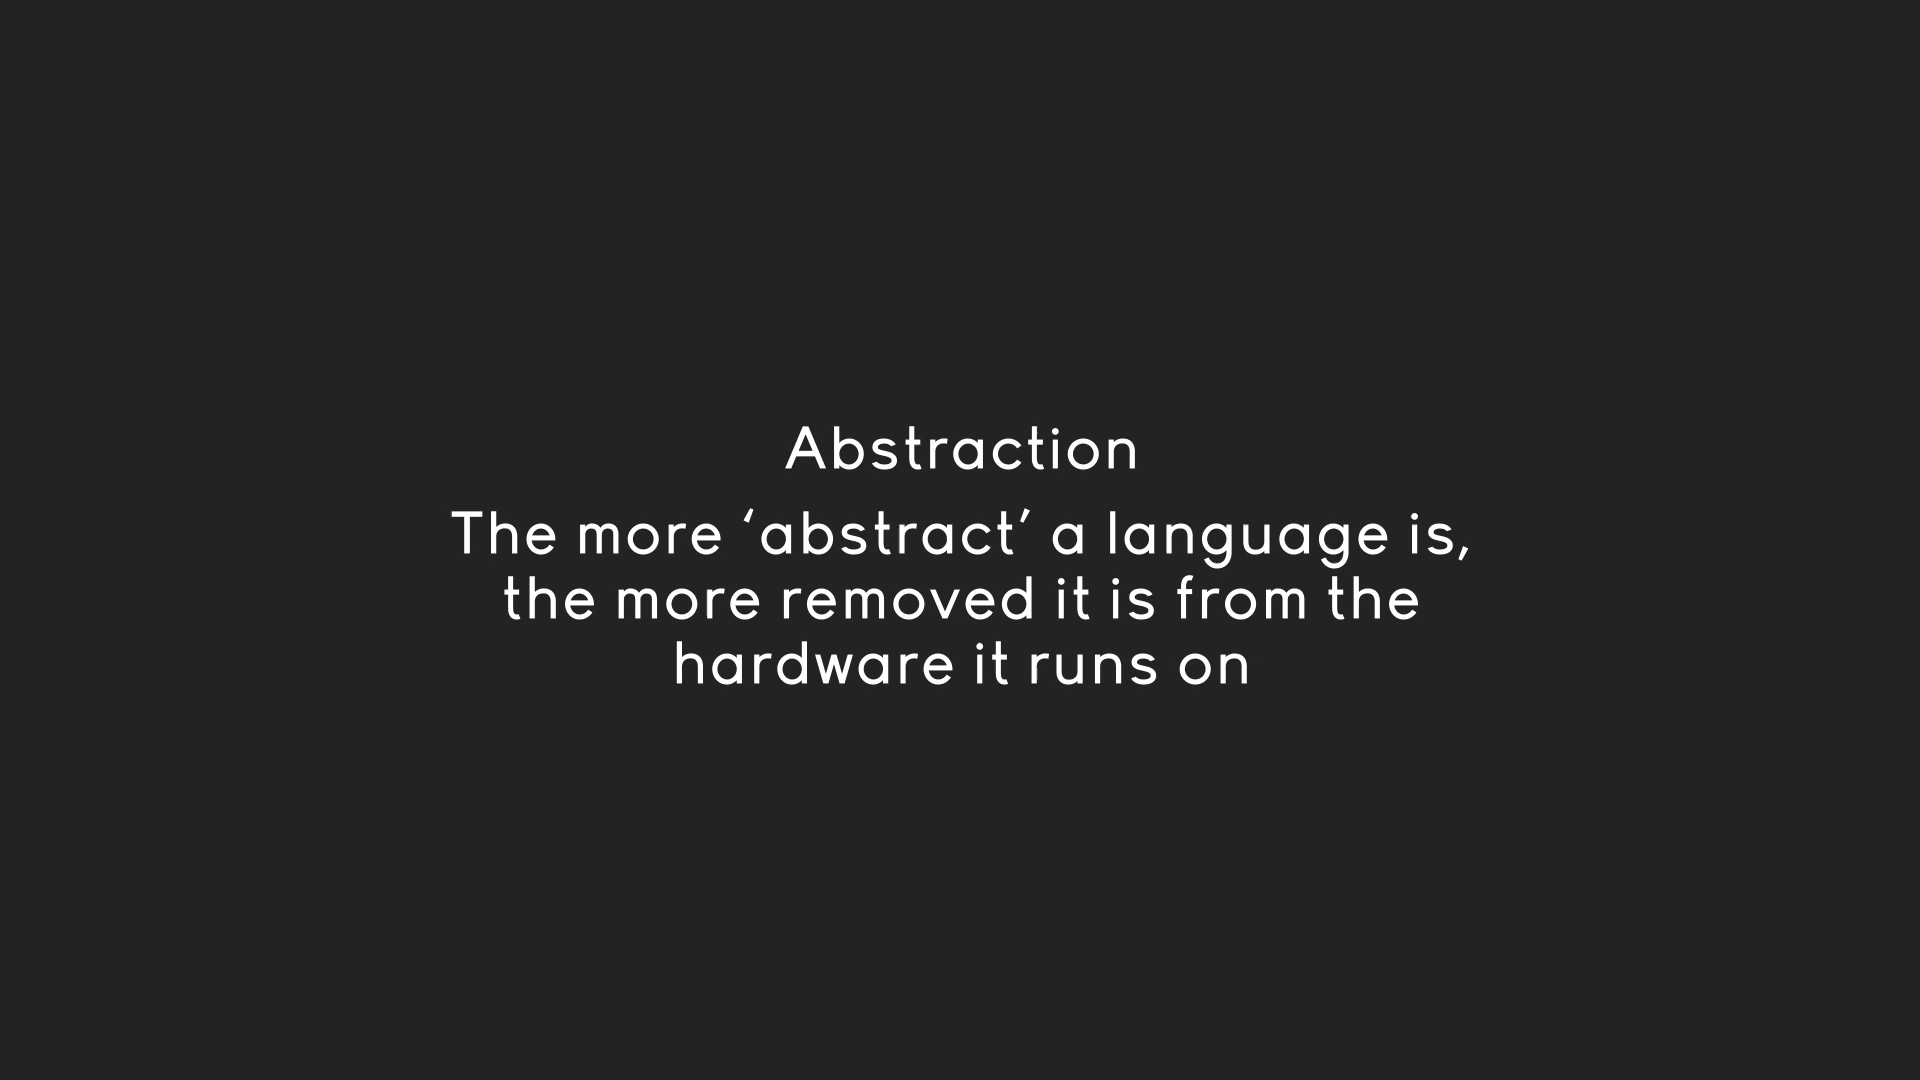 Abstraction
The more ‘abstract’ a language is,
the more removed it is from the
hardware it runs on